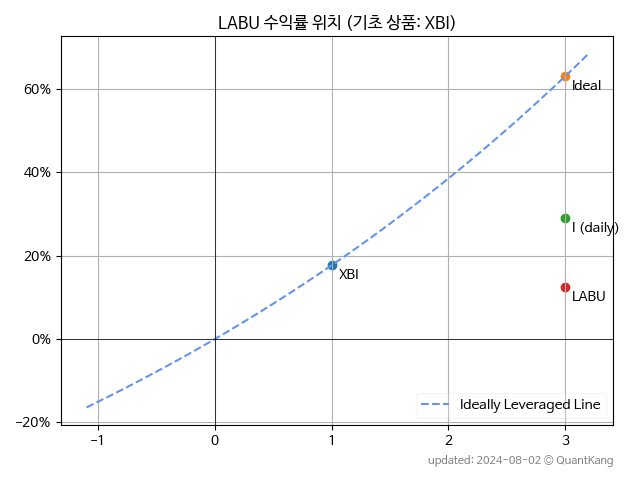 LABU 수익률 위치 (기초 상품: XBI)
60%
40%
20%
0%
−20%
Ideal
I (daily)
XBI
LABU
Ideally Leveraged Line
−1
0
1
2
3
updated: 2024-08-02 © QuantKang